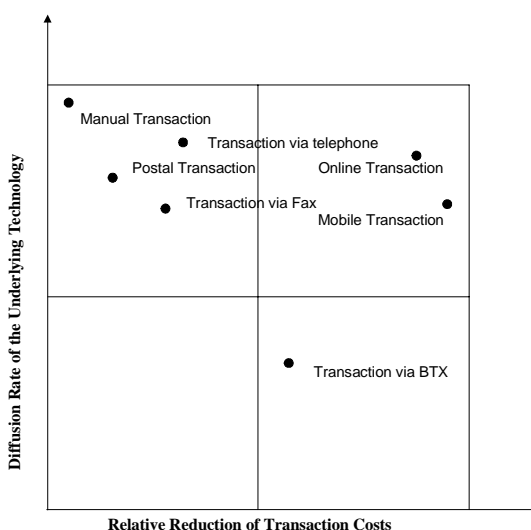 Manual Transaction
Transaction via telephone
Postal Transaction
Online Transaction
Transaction via Fax
Mobile Transaction
Transaction via BTX
Diffusion Rate of the Underlying Technology
Relative Reduction of Transaction Costs